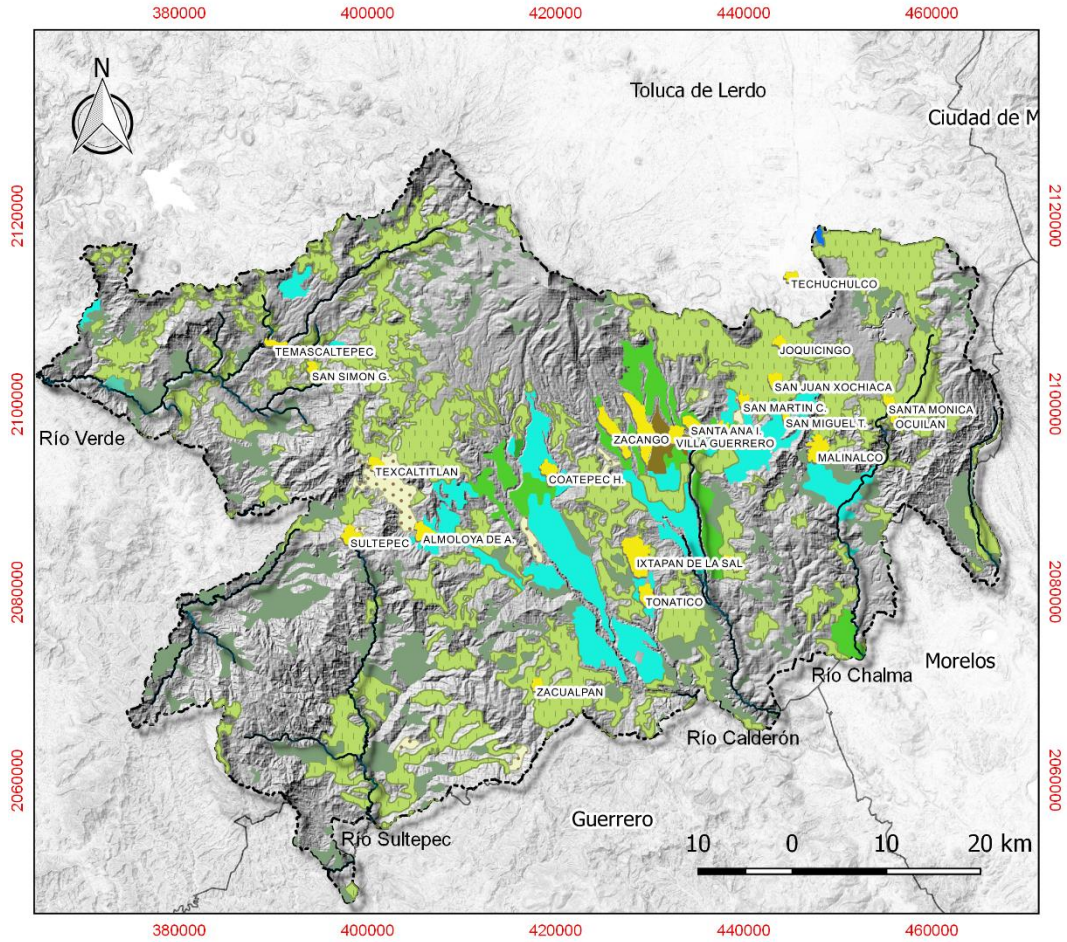 380000 400000 420000 440000 460000
N
Toluca de Lerdo
Ciudad de M
2120000 2120000
TECHUCHULCO
TEMASCALTEPEC
JOQUICINGO
SAN SIMON G.
SAN JUAN XOCHIACA
2100000 2100000
SAN MARTIN C.
SANTA MONICA
OCUILAN
SAN MIGUEL T.
Río Verde
ZACANGO
SANTA ANA I.
VILLA GUERRERO
MALINALCO
TEXCALTITLAN
COATEPEC H.
SULTEPEC
ALMOLOYA DE A.
IXTAPAN DE LA SAL
2080000 2080000
TONATICO
Morelos
Río Chalma
ZACUALPAN
Río Calderón
2060000 2060000
Guerrero
Río Sultepec
10 0 10 20 km
380000 400000 420000 440000 460000